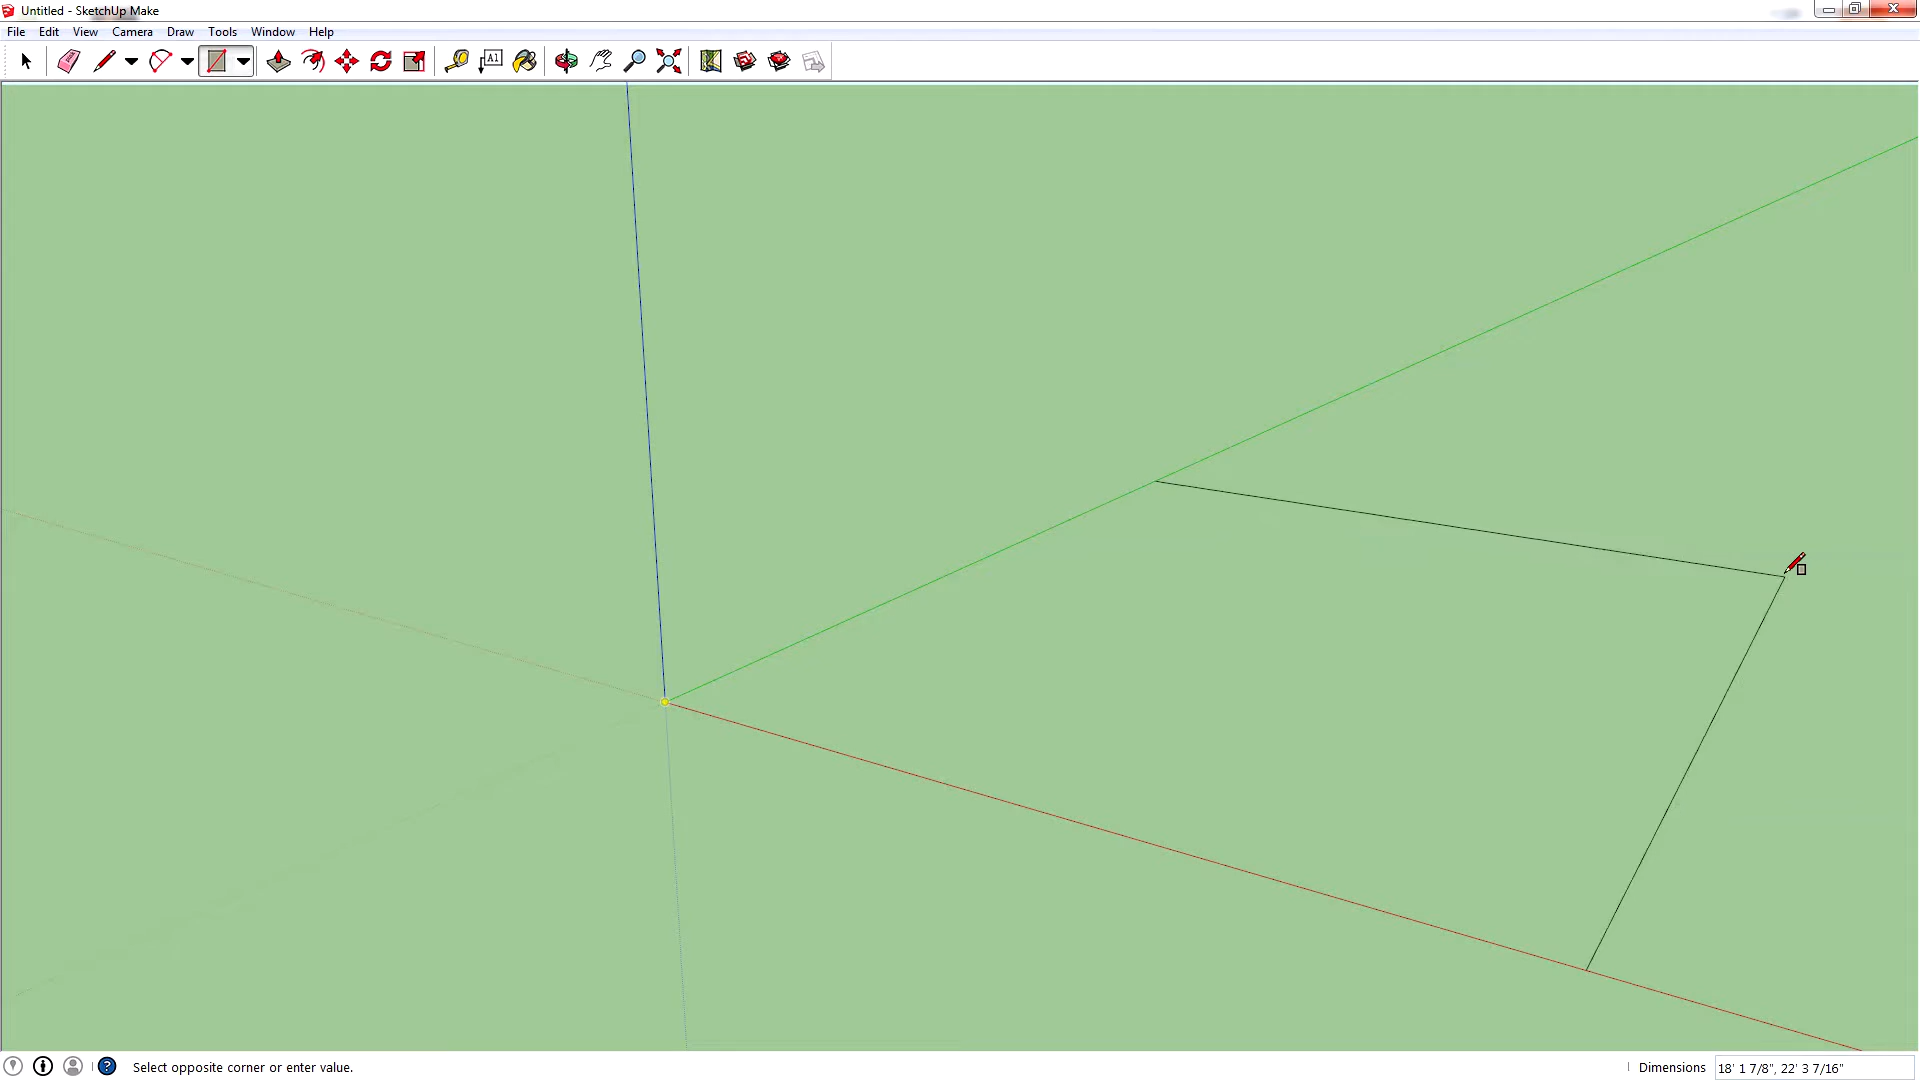 Untitled - SketchUp Make
File Edit View Camera Draw Tools Window Help
A1
Select opposite corner or enter value.
Dimensions 18' 1 7/8", 22' 3 7/16"